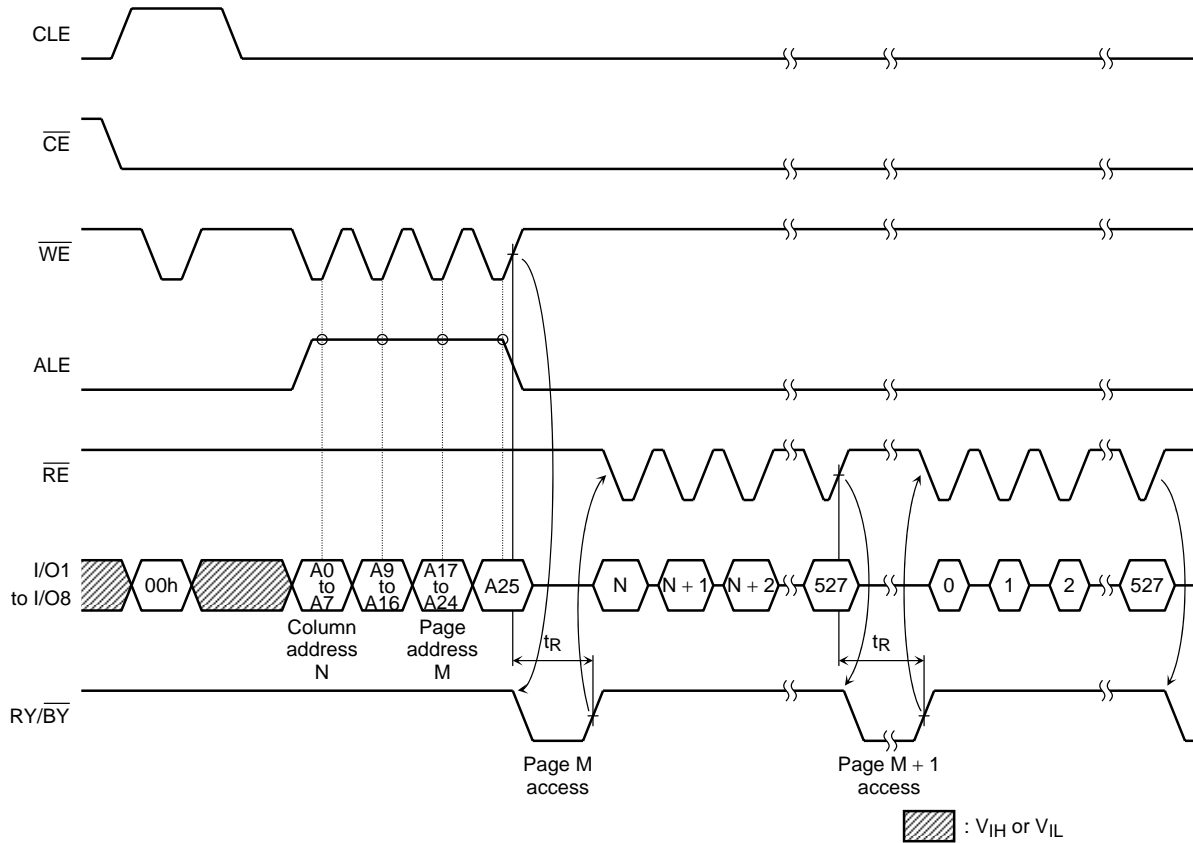 CLE
CE
WE
ALE
RE
I/O1
to I/O8
00h
A0
to
A7
A9
to
A16
A17
to
A24
A25
N
N + 1
N + 2
527
0
1
2
527
Column
address
N
Page
address
M
tR
tR
RY/BY
Page M
access
Page M + 1
access
: VIH or VIL